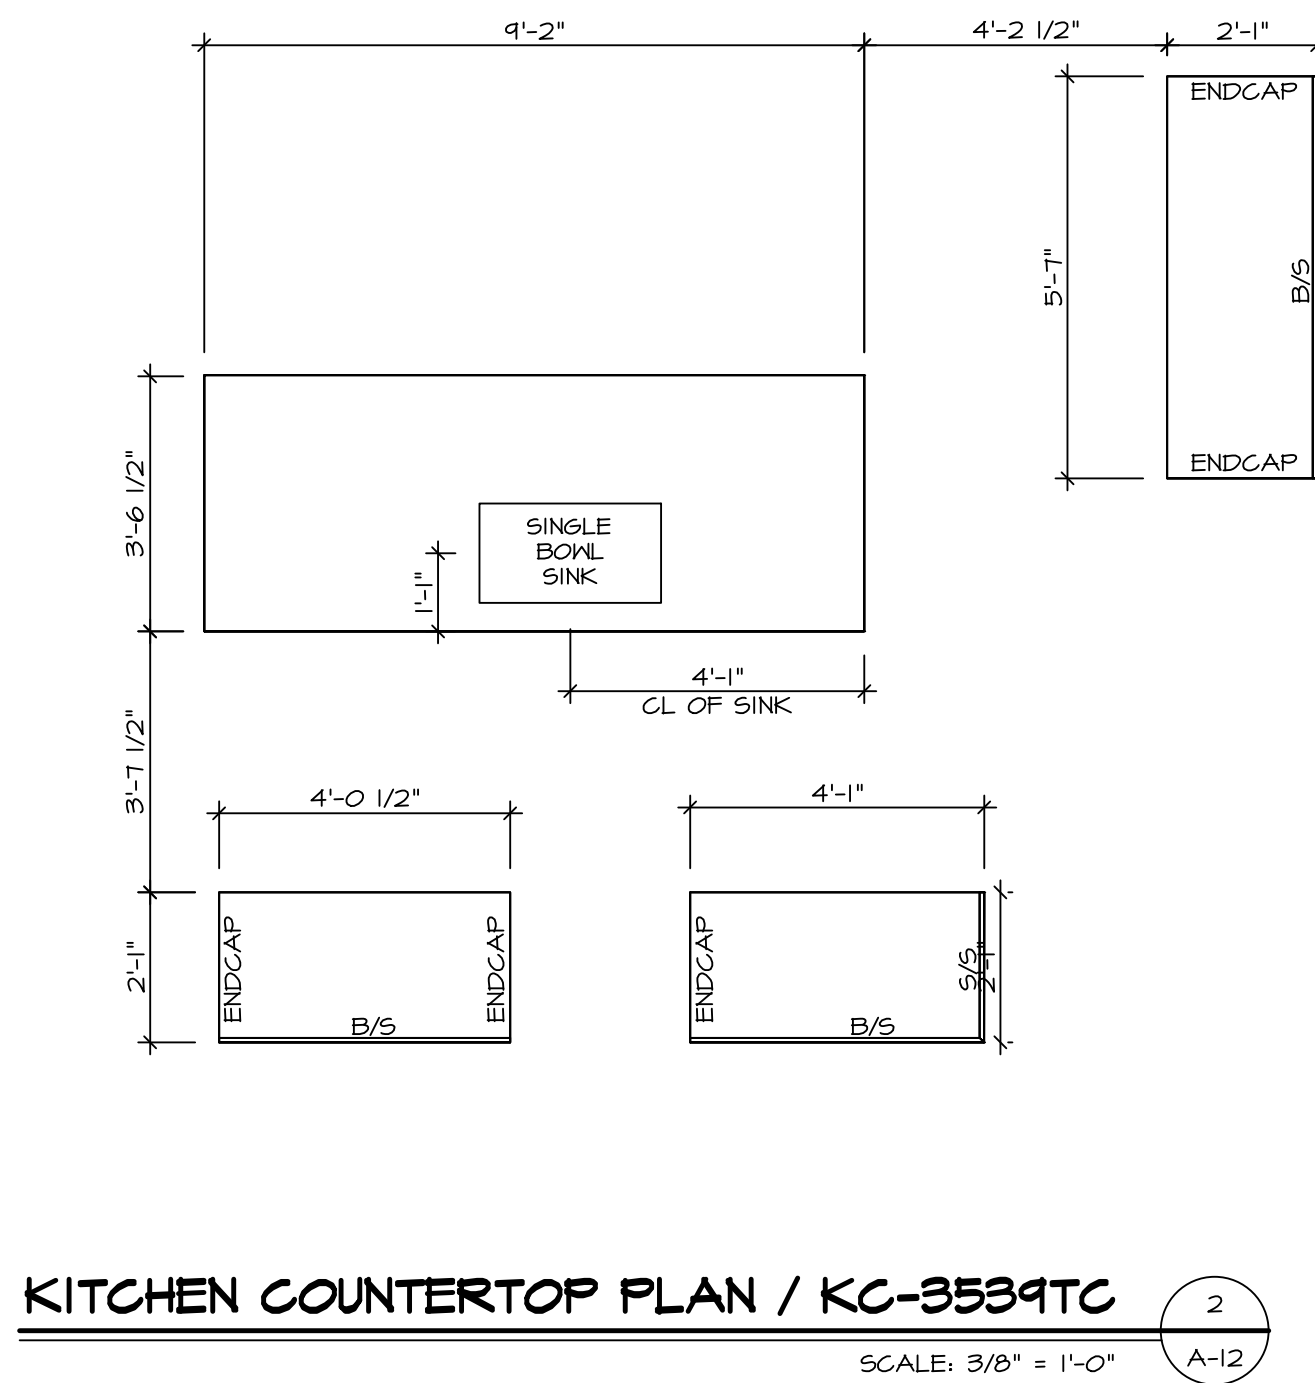 9'-2"
4'-2 1/2"
2'-1"
ENDCAP
5'-7"
B/S
ENDCAP
3'-6 1/2"
SINGLE
BOWL
SINK
1'-1"
4'-1"
CL OF SINK
3'-7 1/2"
4'-0 1/2"
4'-1"
2'-1"
ENDCAP
ENDCAP
B/S
ENDCAP
B/S
S/S
2'-1"
KITCHEN COUNTERTOP PLAN / KC-3539TC
2
A-12
SCALE: 3/8" = 1'-0"